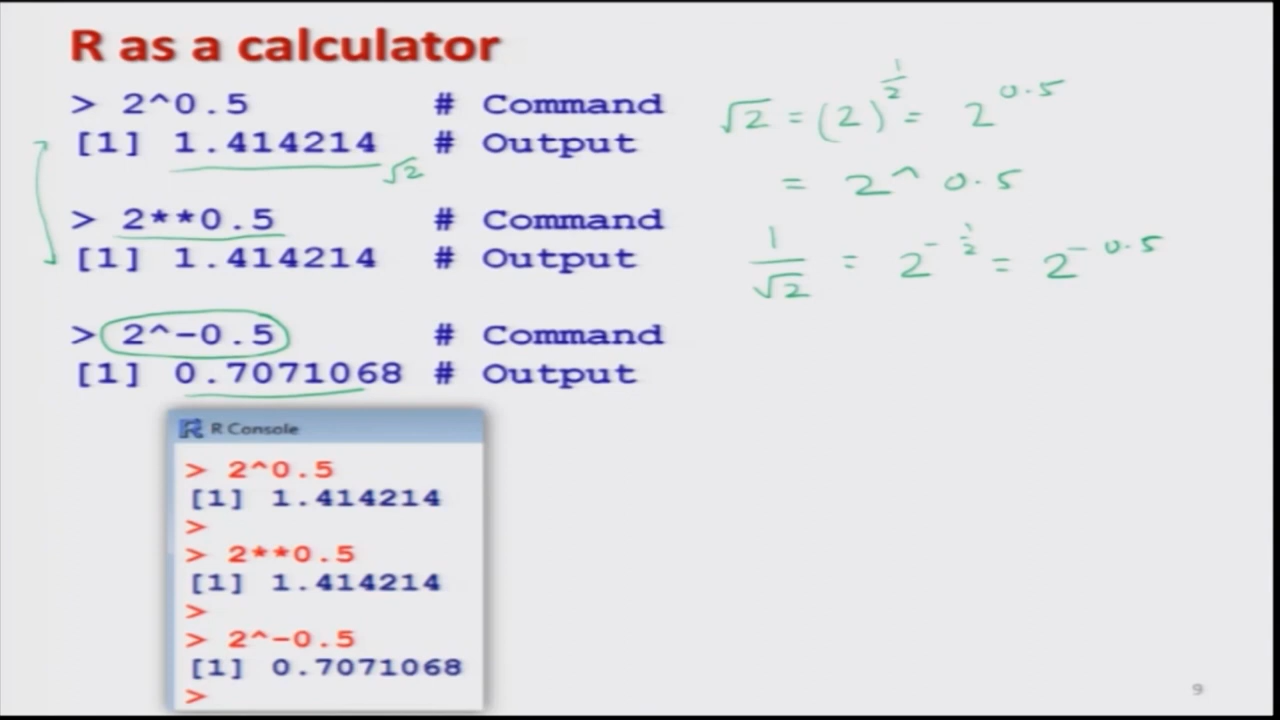 R as a calculator
> 2^0.5 # Command
[1] 1.414214 # Output
√2
> 2**0.5 # Command
[1] 1.414214 # Output
> 2^-0.5 # Command
[1] 0.7071068 # Output
√2 = (2)^½ = 2^0.5
= 2^0.5
1/√2 = 2^-½ = 2^-0.5
R Console
> 2^0.5
[1] 1.414214
>
> 2**0.5
[1] 1.414214
>
> 2^-0.5
[1] 0.7071068
>
9